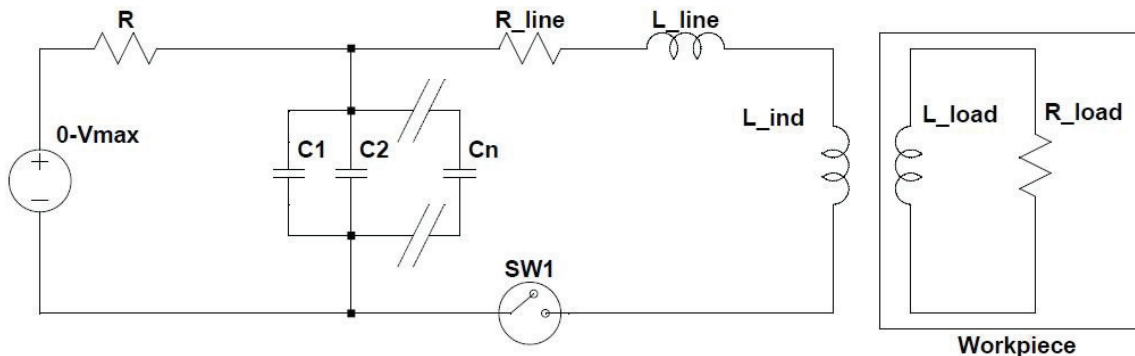 R
R_line
L_line
0-Vmax
C1
C2
Cn
L_ind
L_load
R_load
SW1
Workpiece